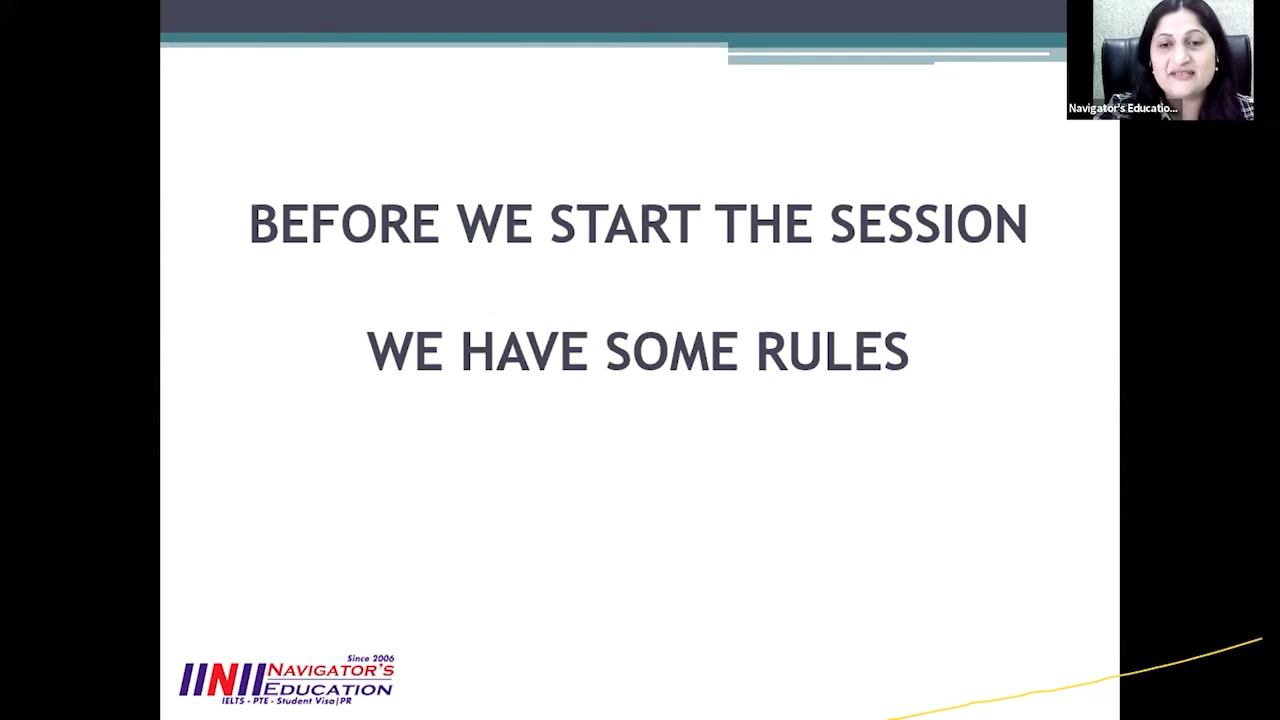 Navigator's Educatio...
BEFORE WE START THE SESSION
WE HAVE SOME RULES
Since 2006
NAVIGATOR'S
EDUCATION
IELTS - PTE - Student Visa|PR